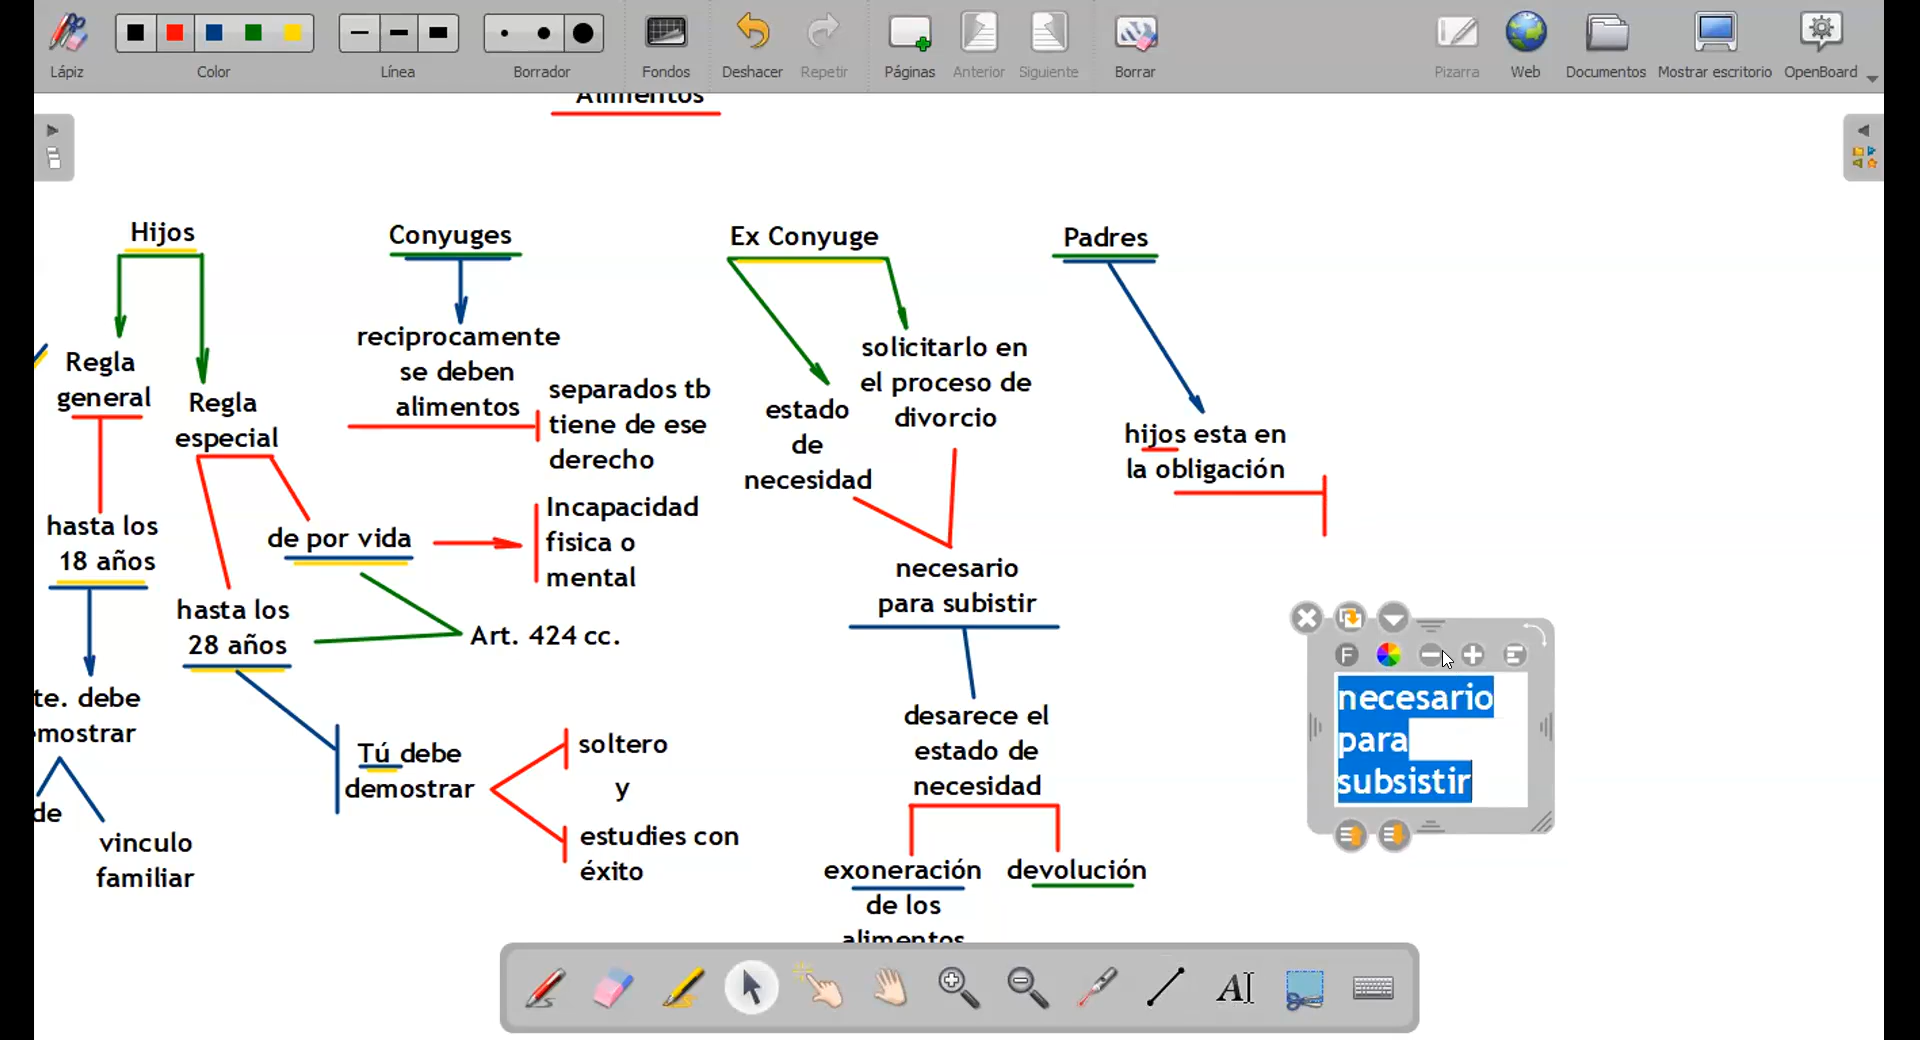 Lápiz
Color
Línea
Borrador
Fondos
Deshacer
Repetir
Páginas
Anterior
Siguiente
Borrar
Pizarra
Web
Documentos
Mostrar escritorio
OpenBoard
Alimentos
Hijos
Regla
general
hasta los
18 años
te. debe
emostrar
de
vinculo
familiar
Regla
especial
de por vida
Incapacidad
fisica o
mental
hasta los
28 años
Art. 424 cc.
Tú debe
demostrar
soltero
y
estudies con
éxito
Conyuges
reciprocamente
se deben
alimentos
separados tb
tiene de ese
derecho
Ex Conyuge
estado
de
necesidad
solicitarlo en
el proceso de
divorcio
necesario
para subistir
desarece el
estado de
necesidad
exoneración
de los
alimentos
devolución
Padres
hijos esta en
la obligación
F
necesario
para
subsistir
AI